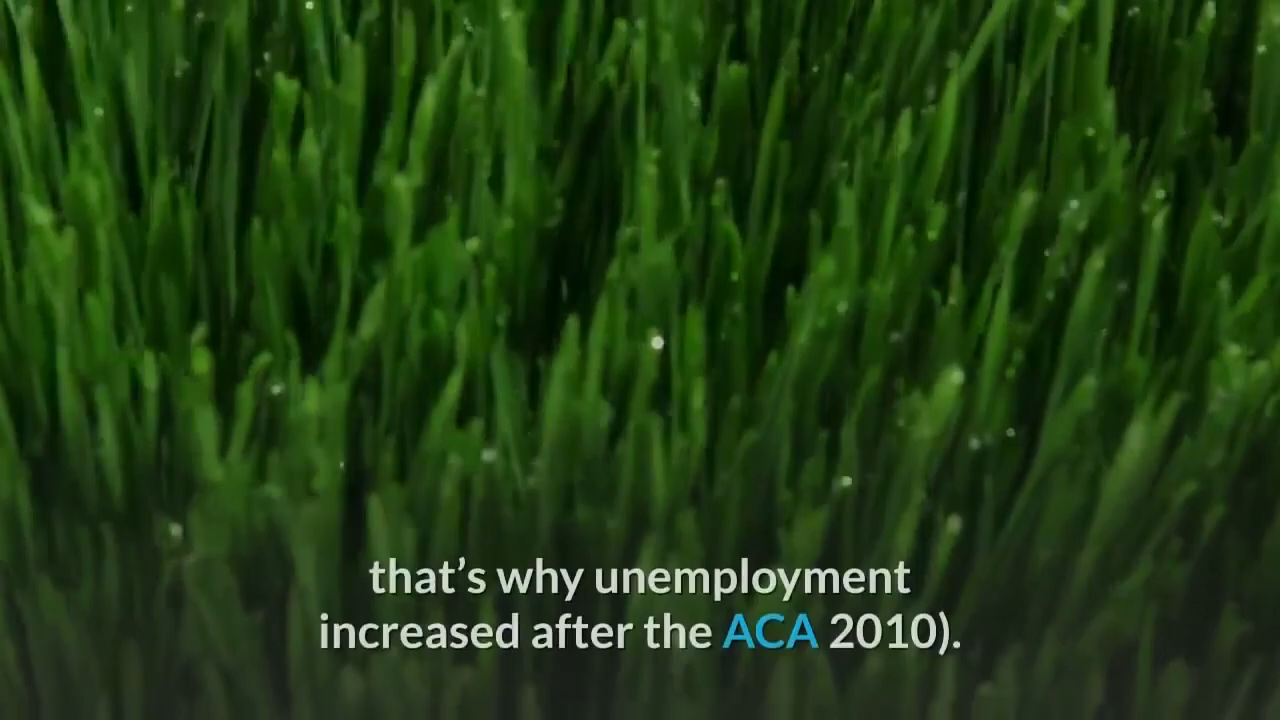 that’s why unemployment
increased after the ACA 2010).